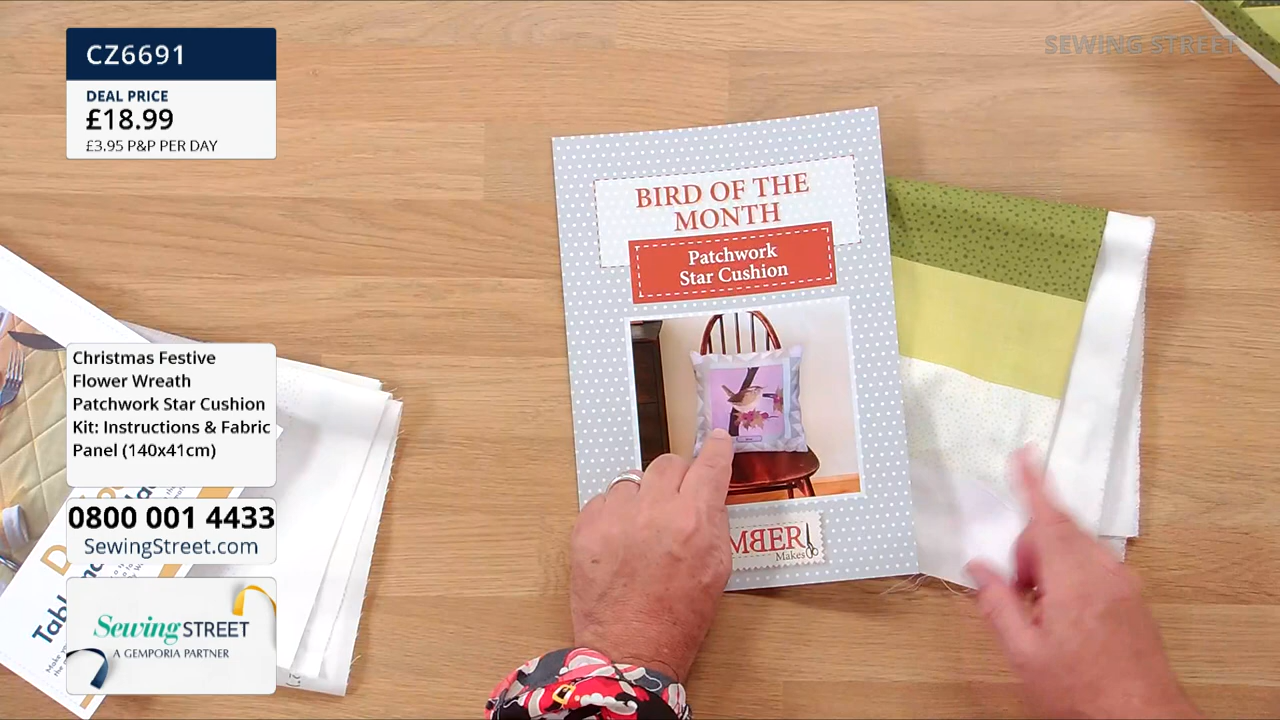 CZ6691
DEAL PRICE
£18.99
£3.95 P&P PER DAY
SEWING STREET
BIRD OF THE
MONTH
Patchwork
Star Cushion
Makes
Christmas Festive
Flower Wreath
Patchwork Star Cushion
Kit: Instructions & Fabric
Panel (140x41cm)
0800 001 4433
SewingStreet.com
Sewing STREET
A GEMPORIA PARTNER